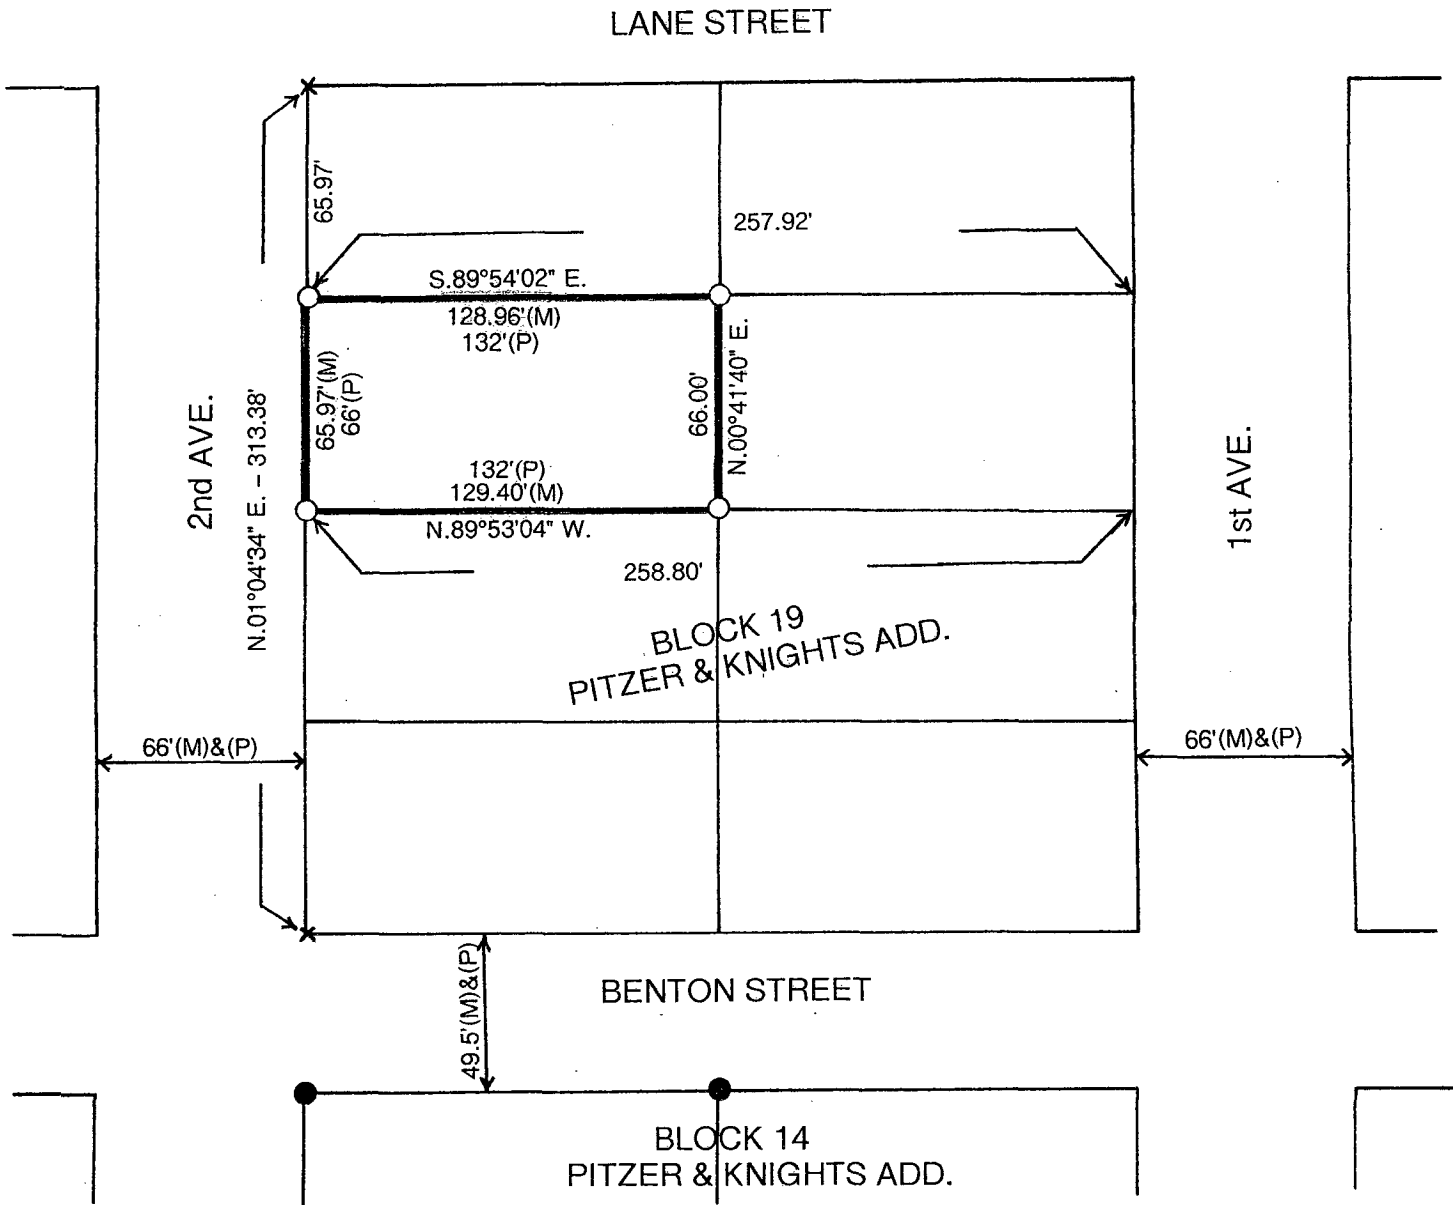 LANE STREET
65.97'
257.92'
S.89°54'02" E.
128.96'(M)
132'(P)
65.97'(M)
66'(P)
66.00'
N.00°41'40" E.
2nd AVE.
N.01°04'34" E. – 313.38'
1st AVE.
132'(P)
129.40'(M)
N.89°53'04" W.
258.80'
BLOCK 19
PITZER & KNIGHTS ADD.
66'(M)&(P)
66'(M)&(P)
49.5'(M)&(P)
BENTON STREET
BLOCK 14
PITZER & KNIGHTS ADD.